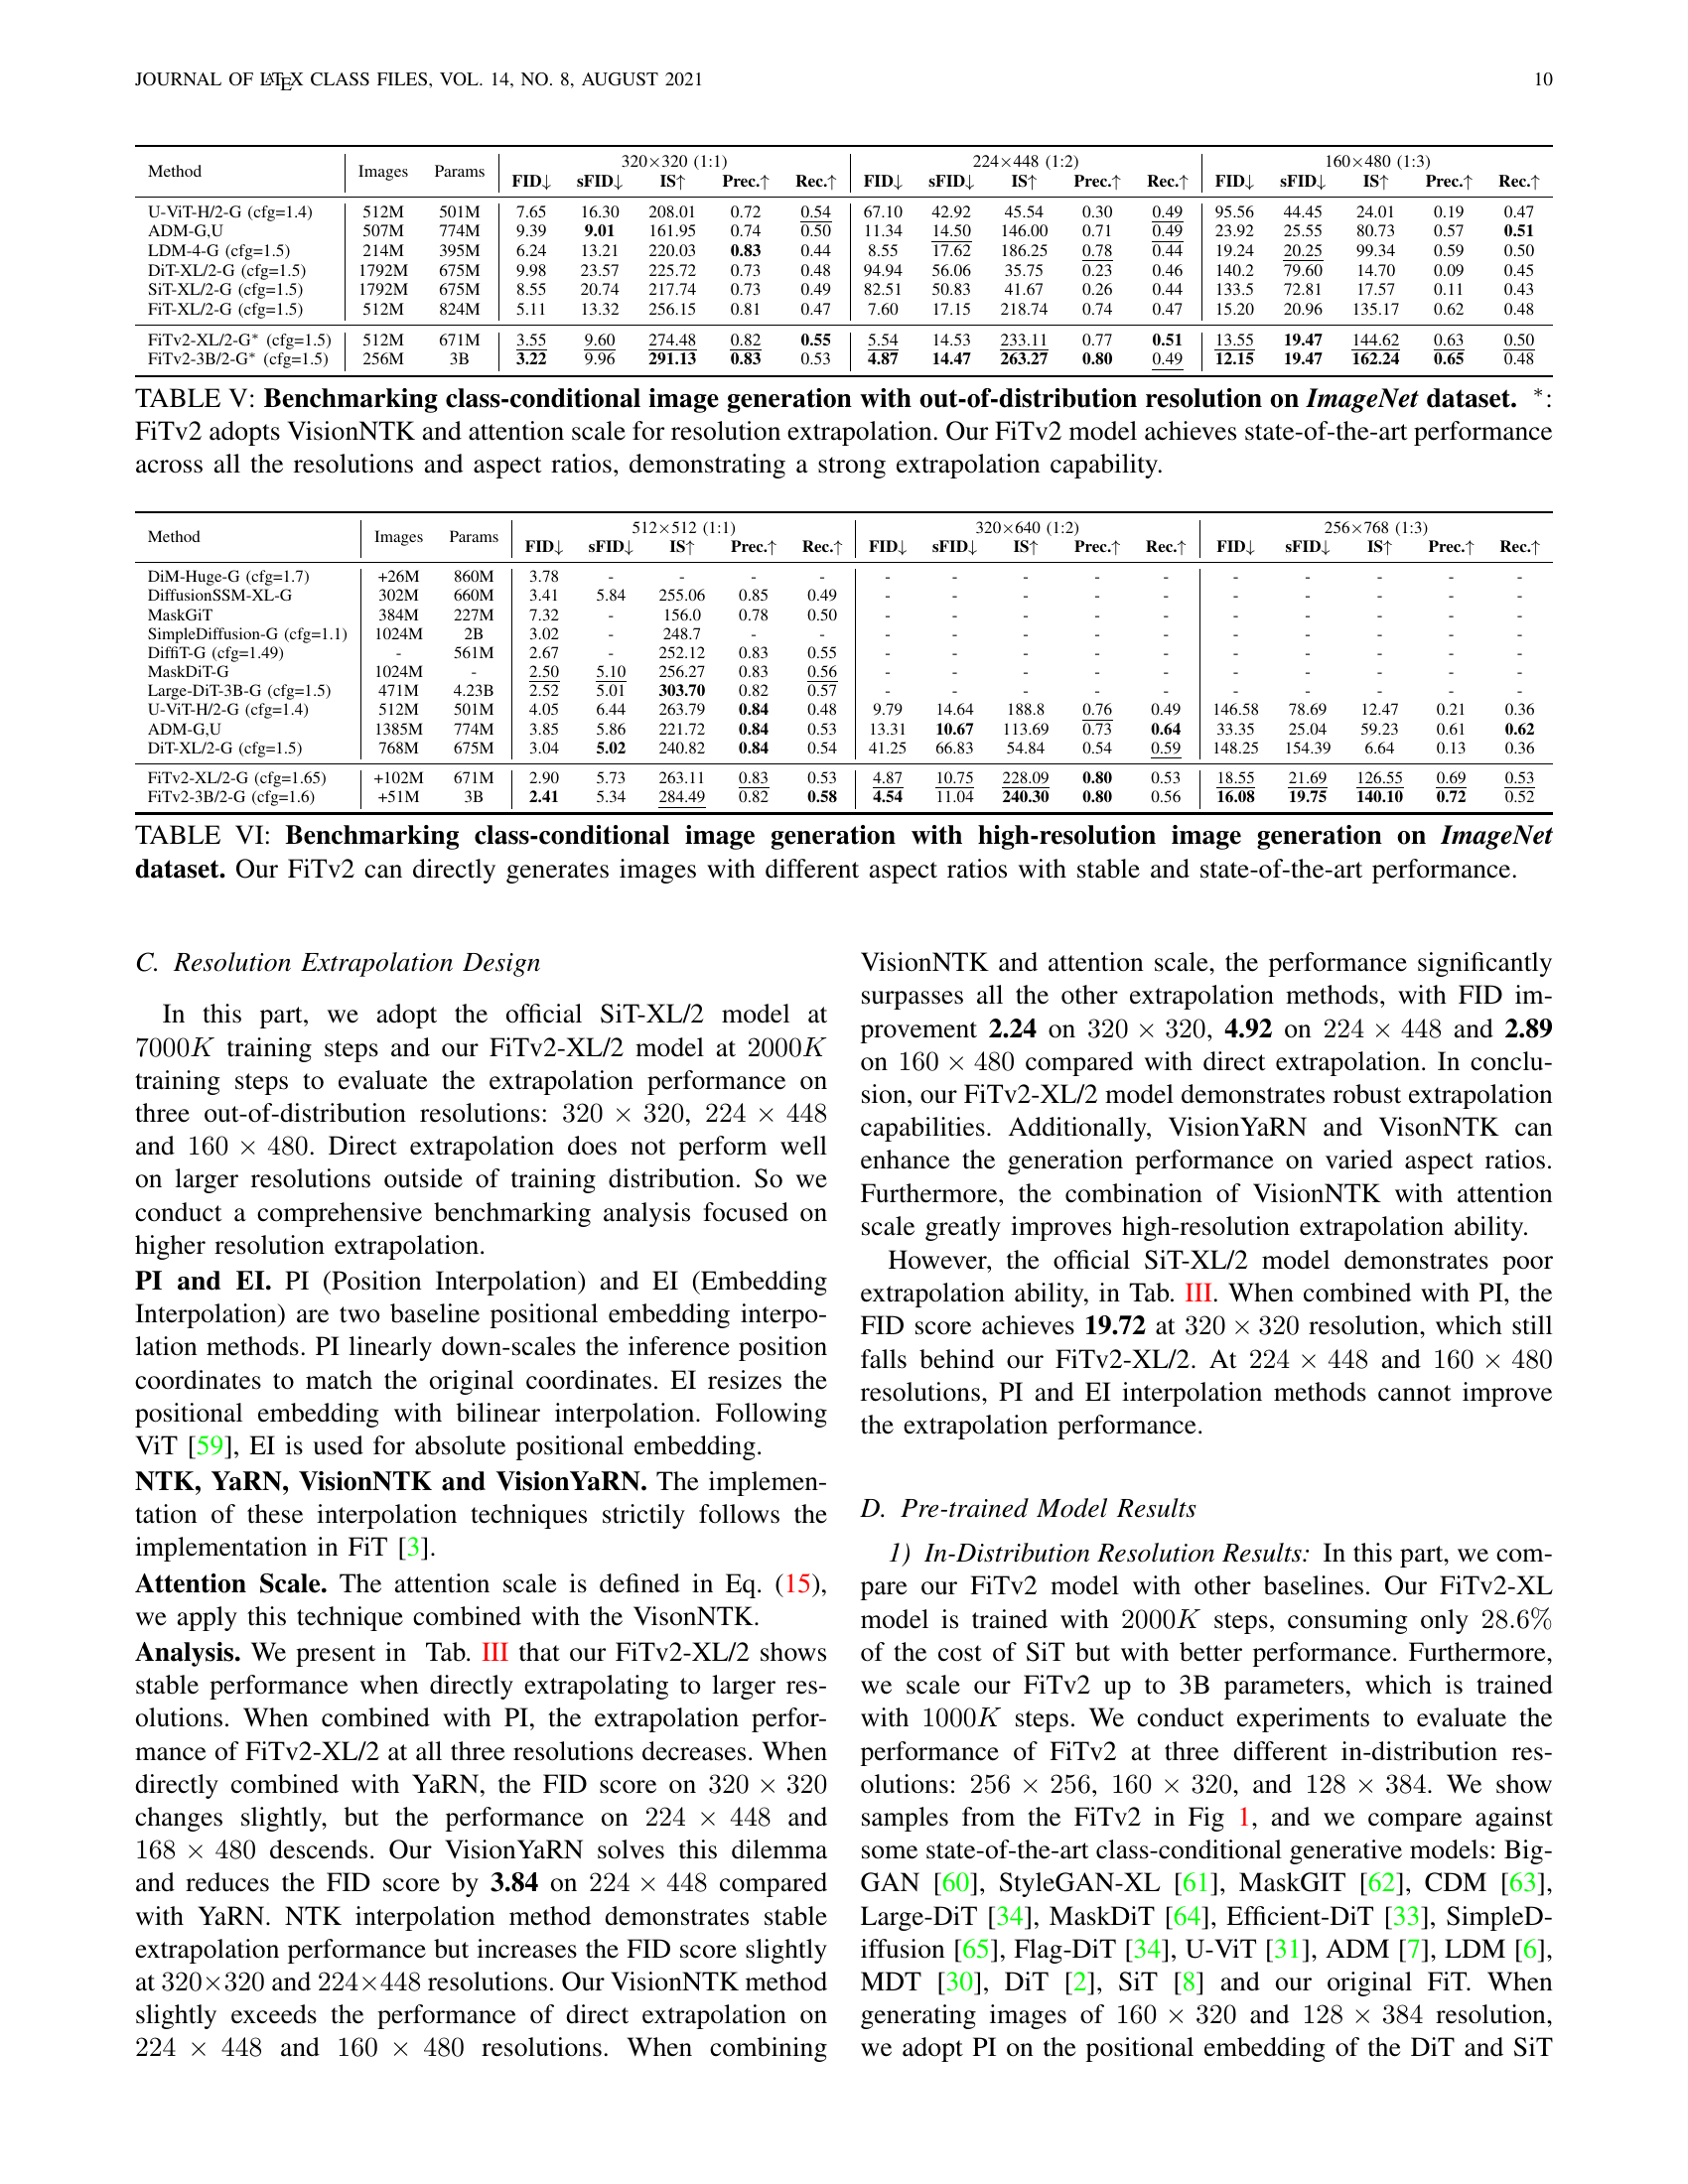 JOURNAL OF LATEX CLASS FILES, VOL. 14, NO. 8, AUGUST 2021 10
Method Images Params 320×320 (1:1) 224×448 (1:2) 160×480 (1:3)
FID↓ sFID↓ IS↑ Prec.↑ Rec.↑ FID↓ sFID↓ IS↑ Prec.↑ Rec.↑ FID↓ sFID↓ IS↑ Prec.↑ Rec.↑
U-ViT-H/2-G (cfg=1.4) 512M 501M 7.65 16.30 208.01 0.72 0.54 67.10 42.92 45.54 0.30 0.49 95.56 44.45 24.01 0.19 0.47
ADM-G,U 507M 774M 9.39 9.01 161.95 0.74 0.50 11.34 14.50 146.00 0.71 0.49 23.92 25.55 80.73 0.57 0.51
LDM-4-G (cfg=1.5) 214M 395M 6.24 13.21 220.03 0.83 0.44 8.55 17.62 186.25 0.78 0.44 19.24 20.25 99.34 0.59 0.50
DiT-XL/2-G (cfg=1.5) 1792M 675M 9.98 23.57 225.72 0.73 0.48 94.94 56.06 35.75 0.23 0.46 140.2 79.60 14.70 0.09 0.45
SiT-XL/2-G (cfg=1.5) 1792M 675M 8.55 20.74 217.74 0.73 0.49 82.51 50.83 41.67 0.26 0.44 133.5 72.81 17.57 0.11 0.43
FiT-XL/2-G (cfg=1.5) 512M 824M 5.11 13.32 256.15 0.81 0.47 7.60 17.15 218.74 0.74 0.47 15.20 20.96 135.17 0.62 0.48
FiTv2-XL/2-G* (cfg=1.5) 512M 671M 3.55 9.60 274.48 0.82 0.55 5.54 14.53 233.11 0.77 0.51 13.55 19.47 144.62 0.63 0.50
FiTv2-3B/2-G* (cfg=1.5) 256M 3B 3.22 9.96 291.13 0.83 0.53 4.87 14.47 263.27 0.80 0.49 12.15 19.47 162.24 0.65 0.48
TABLE V: Benchmarking class-conditional image generation with out-of-distribution resolution on ImageNet dataset. *:
FiTv2 adopts VisionNTK and attention scale for resolution extrapolation. Our FiTv2 model achieves state-of-the-art performance
across all the resolutions and aspect ratios, demonstrating a strong extrapolation capability.
Method Images Params 512×512 (1:1) 320×640 (1:2) 256×768 (1:3)
FID↓ sFID↓ IS↑ Prec.↑ Rec.↑ FID↓ sFID↓ IS↑ Prec.↑ Rec.↑ FID↓ sFID↓ IS↑ Prec.↑ Rec.↑
DiM-Huge-G (cfg=1.7) +26M 860M 3.78 - - - - - - - - - - - - - -
DiffusionSSM-XL-G 302M 660M 3.41 5.84 255.06 0.85 0.49 - - - - - - - - - -
MaskGiT 384M 227M 7.32 - 156.0 0.78 0.50 - - - - - - - - - -
SimpleDiffusion-G (cfg=1.1) 1024M 2B 3.02 - 248.7 - - - - - - - - - - - -
DiffiT-G (cfg=1.49) - 561M 2.67 - 252.12 0.83 0.55 - - - - - - - - - -
MaskDiT-G 1024M - 2.50 5.10 256.27 0.83 0.56 - - - - - - - - - -
Large-DiT-3B-G (cfg=1.5) 471M 4.23B 2.52 5.01 303.70 0.82 0.57 - - - - - - - - - -
U-ViT-H/2-G (cfg=1.4) 512M 501M 4.05 6.44 263.79 0.84 0.48 9.79 14.64 188.8 0.76 0.49 146.58 78.69 12.47 0.21 0.36
ADM-G,U 1385M 774M 3.85 5.86 221.72 0.84 0.53 13.31 10.67 113.69 0.73 0.64 33.35 25.04 59.23 0.61 0.62
DiT-XL/2-G (cfg=1.5) 768M 675M 3.04 5.02 240.82 0.84 0.54 41.25 66.83 54.84 0.54 0.59 148.25 154.39 6.64 0.13 0.36
FiTv2-XL/2-G (cfg=1.65) +102M 671M 2.90 5.73 263.11 0.83 0.53 4.87 10.75 228.09 0.80 0.53 18.55 21.69 126.55 0.69 0.53
FiTv2-3B/2-G (cfg=1.6) +51M 3B 2.41 5.34 284.49 0.82 0.58 4.54 11.04 240.30 0.80 0.56 16.08 19.75 140.10 0.72 0.52
TABLE VI: Benchmarking class-conditional image generation with high-resolution image generation on ImageNet
dataset. Our FiTv2 can directly generates images with different aspect ratios with stable and state-of-the-art performance.
C. Resolution Extrapolation Design
In this part, we adopt the official SiT-XL/2 model at
7000K training steps and our FiTv2-XL/2 model at 2000K
training steps to evaluate the extrapolation performance on
three out-of-distribution resolutions: 320 × 320, 224 × 448
and 160 × 480. Direct extrapolation does not perform well
on larger resolutions outside of training distribution. So we
conduct a comprehensive benchmarking analysis focused on
higher resolution extrapolation.
PI and EI. PI (Position Interpolation) and EI (Embedding
Interpolation) are two baseline positional embedding interpo-
lation methods. PI linearly down-scales the inference position
coordinates to match the original coordinates. EI resizes the
positional embedding with bilinear interpolation. Following
ViT [59], EI is used for absolute positional embedding.
NTK, YaRN, VisionNTK and VisionYaRN. The implemen-
tation of these interpolation techniques strictily follows the
implementation in FiT [3].
Attention Scale. The attention scale is defined in Eq. (15),
we apply this technique combined with the VisonNTK.
Analysis. We present in Tab. III that our FiTv2-XL/2 shows
stable performance when directly extrapolating to larger res-
olutions. When combined with PI, the extrapolation perfor-
mance of FiTv2-XL/2 at all three resolutions decreases. When
directly combined with YaRN, the FID score on 320 × 320
changes slightly, but the performance on 224 × 448 and
168 × 480 descends. Our VisionYaRN solves this dilemma
and reduces the FID score by 3.84 on 224 × 448 compared
with YaRN. NTK interpolation method demonstrates stable
extrapolation performance but increases the FID score slightly
at 320×320 and 224×448 resolutions. Our VisionNTK method
slightly exceeds the performance of direct extrapolation on
224 × 448 and 160 × 480 resolutions. When combining
VisionNTK and attention scale, the performance significantly
surpasses all the other extrapolation methods, with FID im-
provement 2.24 on 320 × 320, 4.92 on 224 × 448 and 2.89
on 160 × 480 compared with direct extrapolation. In conclu-
sion, our FiTv2-XL/2 model demonstrates robust extrapolation
capabilities. Additionally, VisionYaRN and VisonNTK can
enhance the generation performance on varied aspect ratios.
Furthermore, the combination of VisionNTK with attention
scale greatly improves high-resolution extrapolation ability.
However, the official SiT-XL/2 model demonstrates poor
extrapolation ability, in Tab. III. When combined with PI, the
FID score achieves 19.72 at 320 × 320 resolution, which still
falls behind our FiTv2-XL/2. At 224 × 448 and 160 × 480
resolutions, PI and EI interpolation methods cannot improve
the extrapolation performance.
D. Pre-trained Model Results
1) In-Distribution Resolution Results: In this part, we com-
pare our FiTv2 model with other baselines. Our FiTv2-XL
model is trained with 2000K steps, consuming only 28.6%
of the cost of SiT but with better performance. Furthermore,
we scale our FiTv2 up to 3B parameters, which is trained
with 1000K steps. We conduct experiments to evaluate the
performance of FiTv2 at three different in-distribution res-
olutions: 256 × 256, 160 × 320, and 128 × 384. We show
samples from the FiTv2 in Fig 1, and we compare against
some state-of-the-art class-conditional generative models: Big-
GAN [60], StyleGAN-XL [61], MaskGIT [62], CDM [63],
Large-DiT [34], MaskDiT [64], Efficient-DiT [33], SimpleD-
iffusion [65], Flag-DiT [34], U-ViT [31], ADM [7], LDM [6],
MDT [30], DiT [2], SiT [8] and our original FiT. When
generating images of 160 × 320 and 128 × 384 resolution,
we adopt PI on the positional embedding of the DiT and SiT